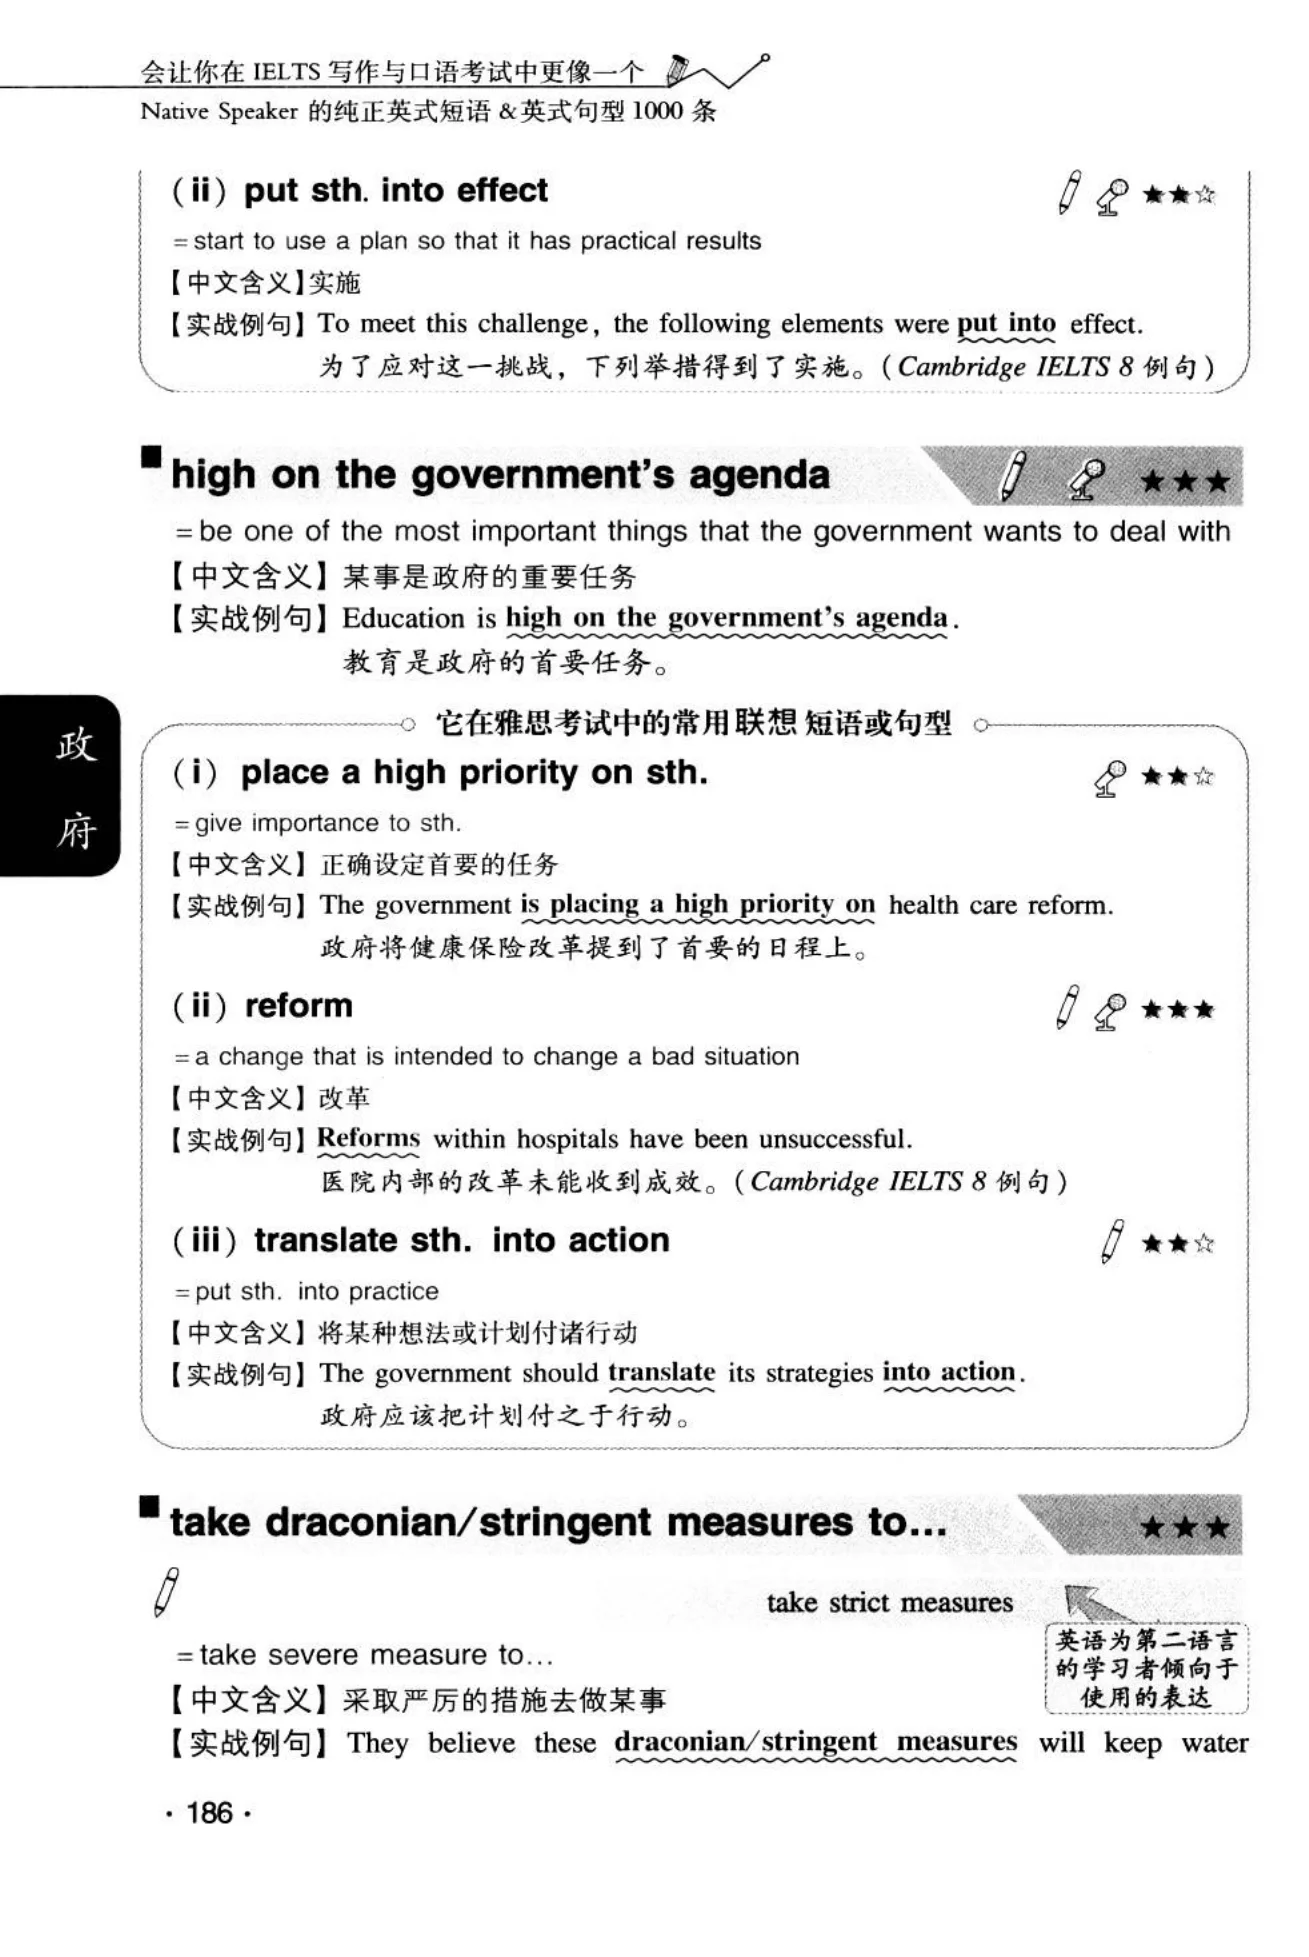 会让你在 IELTS 写作与口语考试中更像一个
Native Speaker 的纯正英式短语 &英式句型 1000 条
(ii) put sth. into effect ★★☆
=start to use a plan so that it has practical results
【中文含义】实施
【实战例句】To meet this challenge, the following elements were put into effect.
为了应对这一挑战，下列举措得到了实施。(Cambridge IELTS 8 例句)
■ high on the government's agenda ★★★
=be one of the most important things that the government wants to deal with
【中文含义】某事是政府的重要任务
【实战例句】Education is high on the government's agenda.
教育是政府的首要任务。
政
府
它在雅思考试中的常用联想短语或句型
(i) place a high priority on sth. ★★☆
=give importance to sth.
【中文含义】正确设定首要的任务
【实战例句】The government is placing a high priority on health care reform.
政府将健康保险改革提到了首要的日程上。
(ii) reform ★★★
=a change that is intended to change a bad situation
【中文含义】改革
【实战例句】Reforms within hospitals have been unsuccessful.
医院内部的改革未能收到成效。(Cambridge IELTS 8 例句)
(iii) translate sth. into action ★★☆
=put sth. into practice
【中文含义】将某种想法或计划付诸行动
【实战例句】The government should translate its strategies into action.
政府应该把计划付之于行动。
■ take draconian/stringent measures to... ★★★
take strict measures
英语为第二语言
的学习者倾向于
使用的表达
=take severe measure to...
【中文含义】采取严厉的措施去做某事
【实战例句】They believe these draconian/stringent measures will keep water
· 186 ·